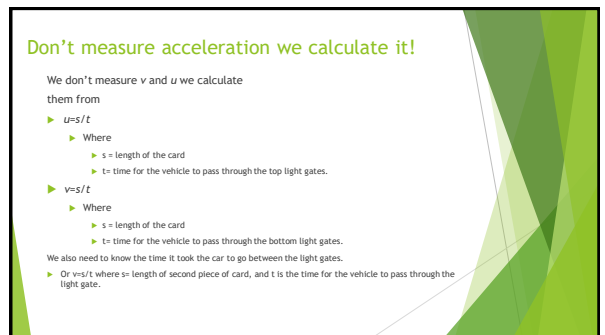 Don't measure acceleration we calculate it!
We don't measure v and u we calculate
them from
u=s/t
Where
s = length of the card
t= time for the vehicle to pass through the top light gates.
v=s/t
Where
s = length of the card
t= time for the vehicle to pass through the bottom light gates.
We also need to know the time it took the car to go between the light gates.
Or v=s/t where s= length of second piece of card, and t is the time for the vehicle to pass through the
light gate.